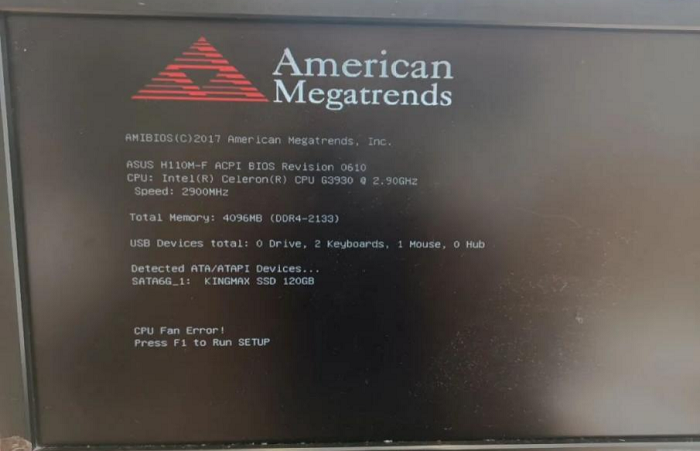 American
Megatrends
AMIBIOS(C)2017 American Megatrends, Inc.
ASUS H110M-F ACPI BIOS Revision 0610
CPU: Intel(R) Celeron(R) CPU G3930 @ 2.90GHz
Speed: 2900MHz
Total Memory: 4096MB (DDR4-2133)
USB Devices total: 0 Drive, 2 Keyboards, 1 Mouse, 0 Hub
Detected ATA/ATAPI Devices...
SATA6G_1: KINGMAX SSD 120GB
CPU Fan Error!
Press F1 to Run SETUP